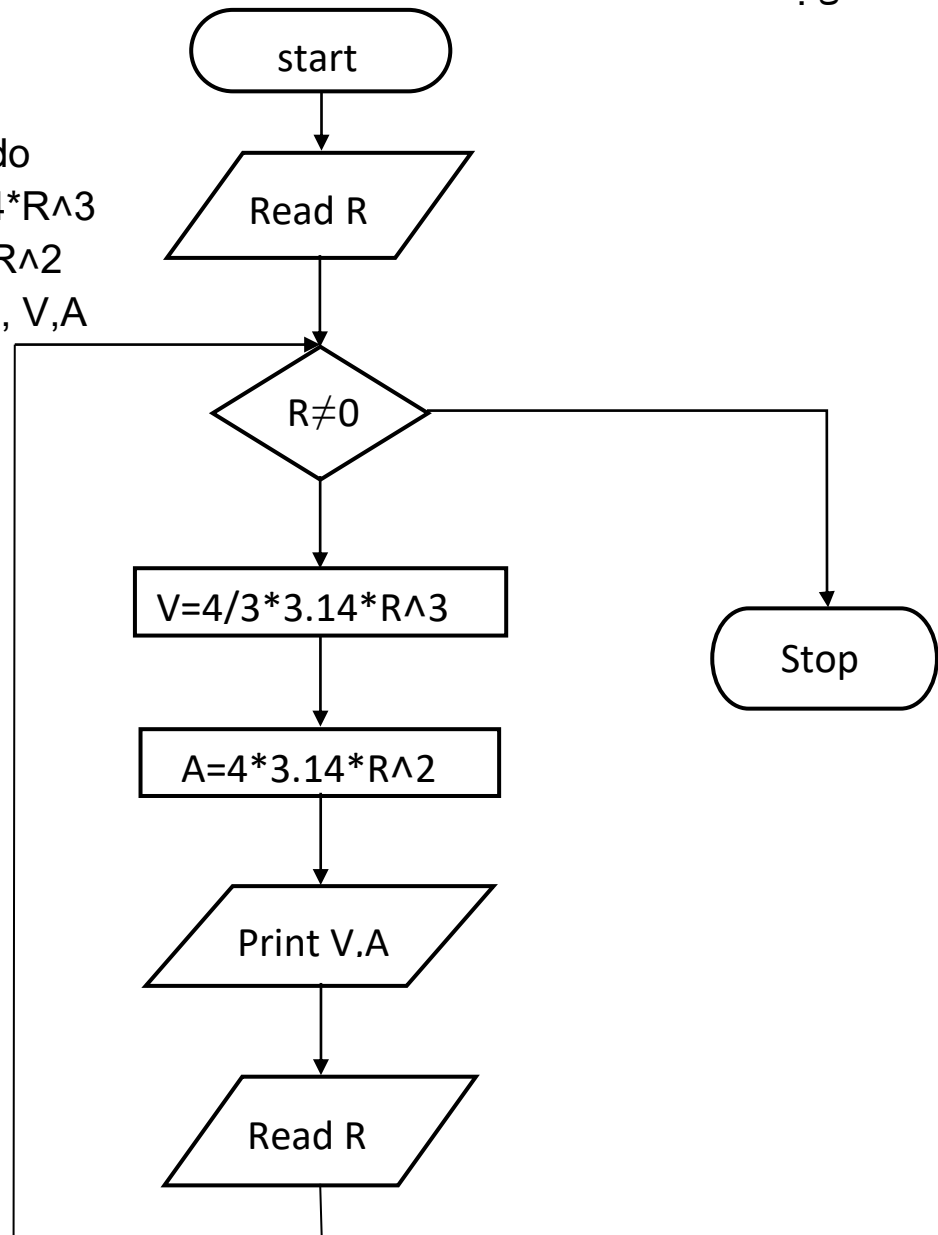 start
do
Read R
*R^3
R^2
, V,A
R≠0
V=4/3*3.14*R^3
Stop
A=4*3.14*R^2
Print V,A
Read R